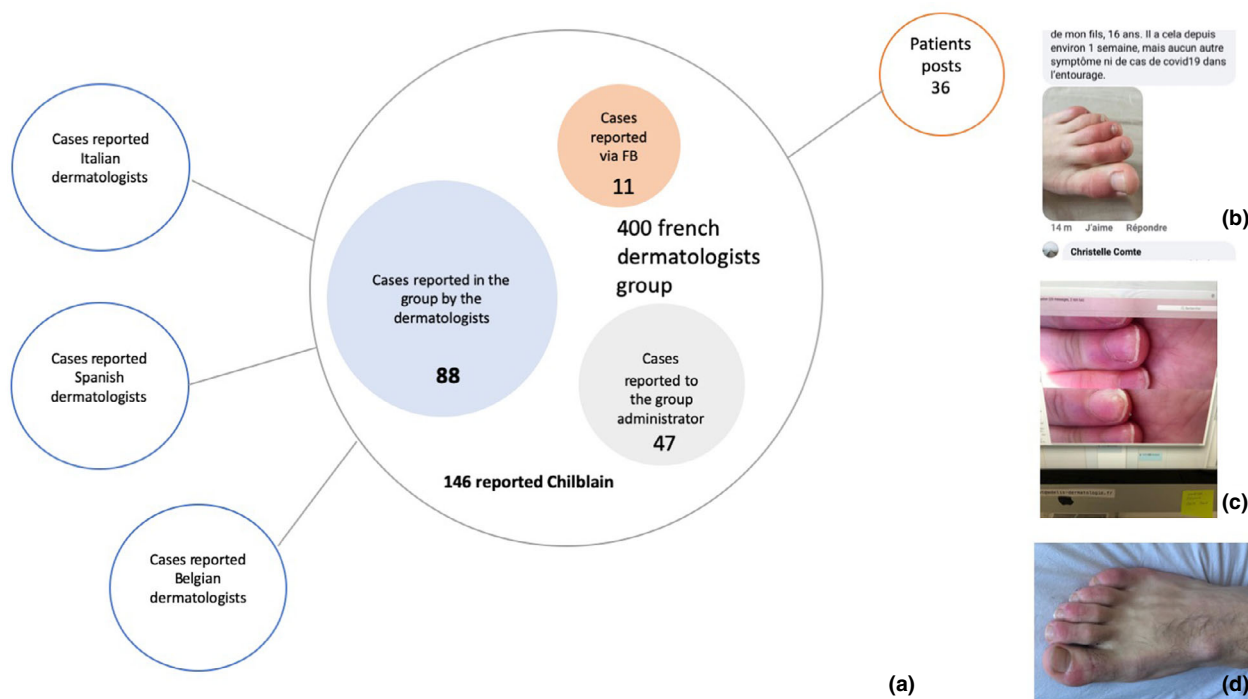 Cases reported
Italian
dermatologists
Cases reported
Spanish
dermatologists
Cases reported
Belgian
dermatologists
Cases
reported
via FB
11
400 french
dermatologists
group
Cases reported in the
group by the
dermatologists
88
Cases
reported to
the group
administrator
47
146 reported Chilblain
Patients
posts
36
(a)
de mon fils, 16 ans. Il a cela depuis
environ 1 semaine, mais aucun autre
symptôme ni de cas de covid19 dans
l'entourage.
14 m J'aime Répondre
(b)
Christelle Comte
(c)
(d)